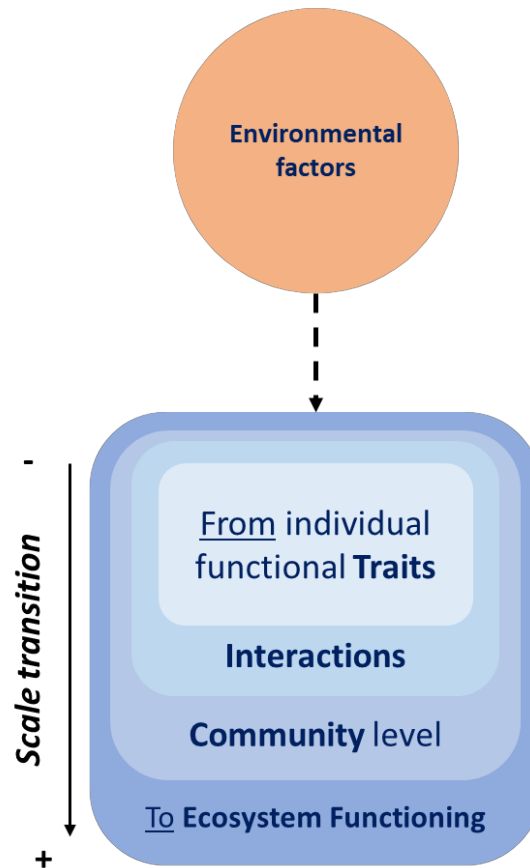 Environmental
factors
-
Scale transition
+
From individual
functional Traits
Interactions
Community level
To Ecosystem Functioning